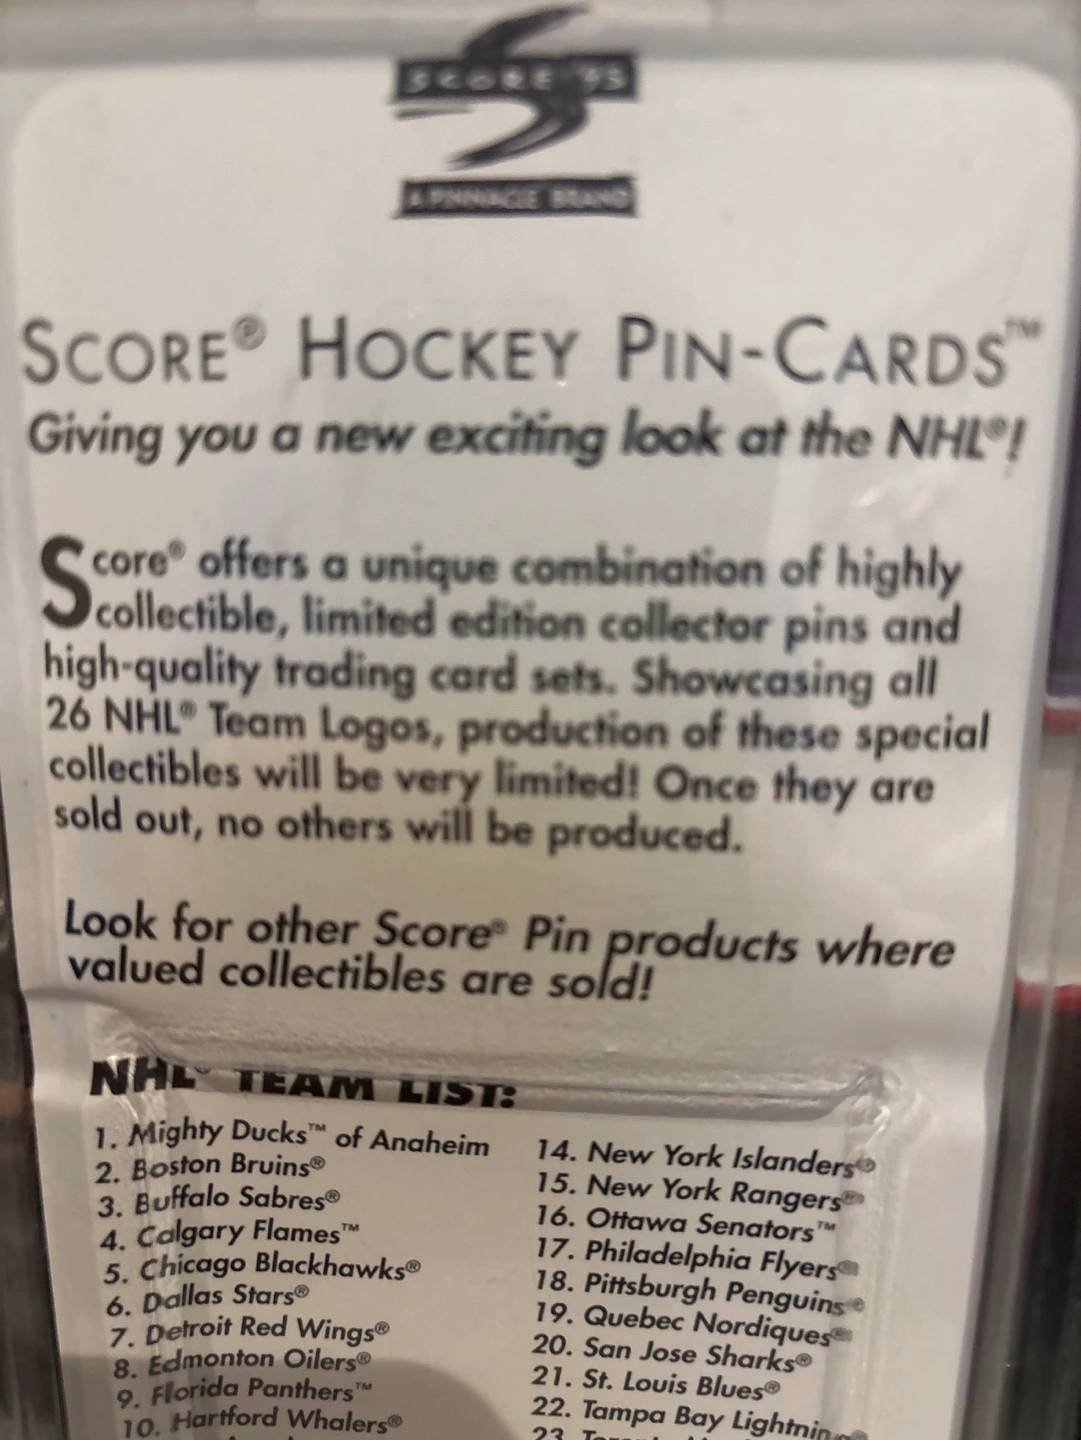 SCORE '95
A PINNACLE BRAND
SCORE® HOCKEY PIN-CARDS™
Giving you a new exciting look at the NHL®!
Score® offers a unique combination of highly
collectible, limited edition collector pins and
high-quality trading card sets. Showcasing all
26 NHL® Team Logos, production of these special
collectibles will be very limited! Once they are
sold out, no others will be produced.
Look for other Score® Pin products where
valued collectibles are sold!
NHL® TEAM LIST:
1. Mighty Ducks™ of Anaheim
2. Boston Bruins®
3. Buffalo Sabres®
4. Calgary Flames™
5. Chicago Blackhawks®
6. Dallas Stars®
7. Detroit Red Wings®
8. Edmonton Oilers®
9. Florida Panthers™
10. Hartford Whalers®
14. New York Islanders®
15. New York Rangers®
16. Ottawa Senators™
17. Philadelphia Flyers®
18. Pittsburgh Penguins®
19. Quebec Nordiques®
20. San Jose Sharks®
21. St. Louis Blues®
22. Tampa Bay Lightning®
23.